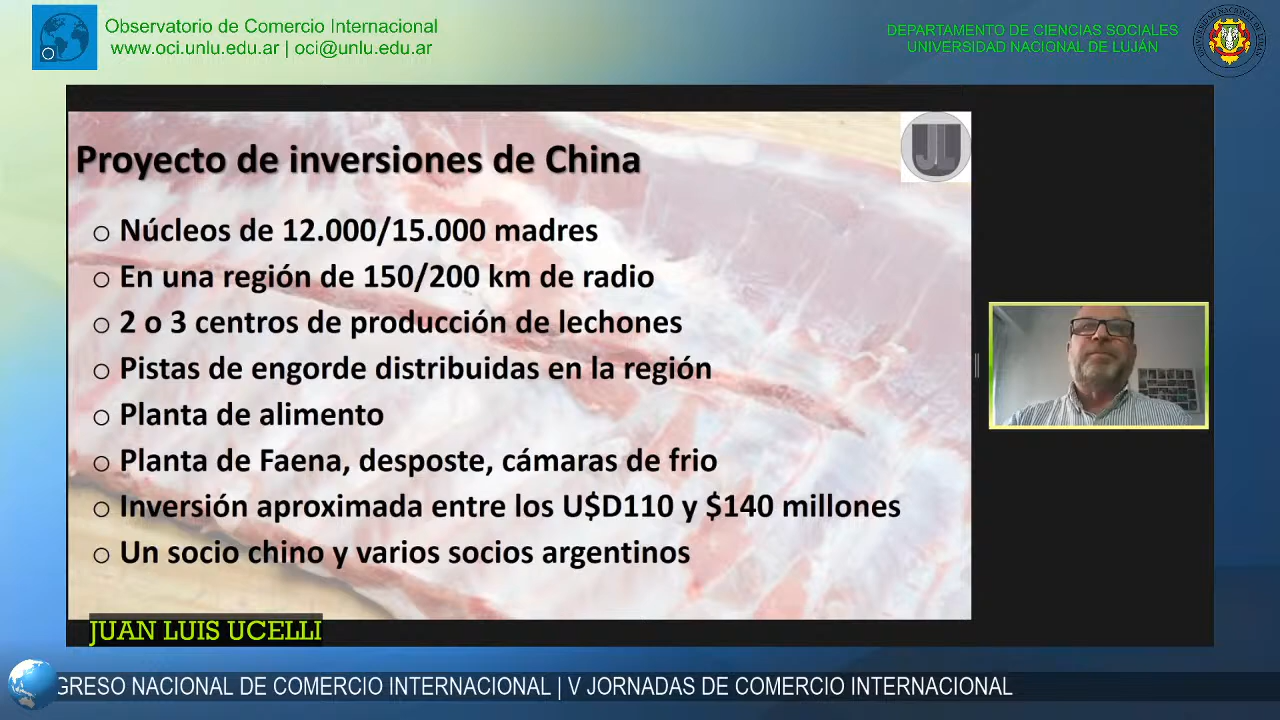 Observatorio de Comercio Internacional
www.oci.unlu.edu.ar | oci@unlu.edu.ar
DEPARTAMENTO DE CIENCIAS SOCIALES
UNIVERSIDAD NACIONAL DE LUJÁN
Proyecto de inversiones de China
Núcleos de 12.000/15.000 madres
En una región de 150/200 km de radio
2 o 3 centros de producción de lechones
Pistas de engorde distribuidas en la región
Planta de alimento
Planta de Faena, desposte, cámaras de frio
Inversión aproximada entre los U$D110 y $140 millones
Un socio chino y varios socios argentinos
JUAN LUIS UCELLI
GRESO NACIONAL DE COMERCIO INTERNACIONAL | V JORNADAS DE COMERCIO INTERNACIONAL